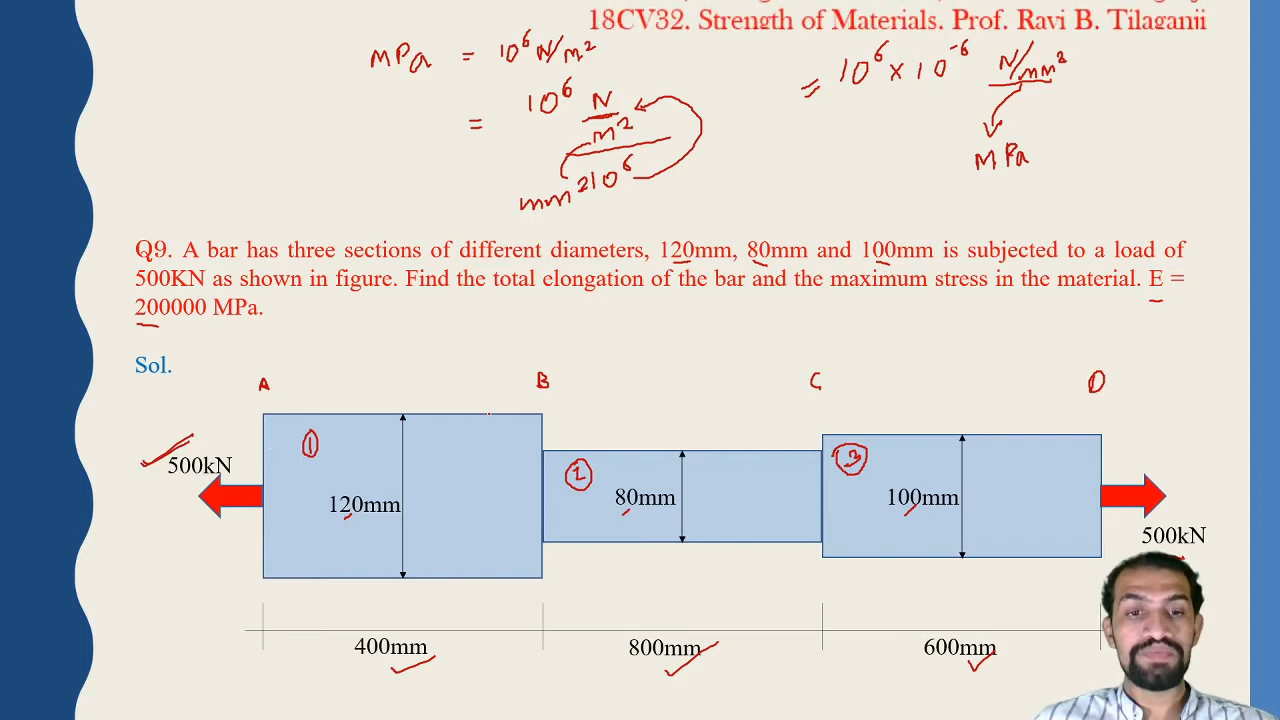 18CV32. Strength of Materials. Prof. Ravi B. Tilaganji
MPa = 10⁶ N/m²
= 10⁶ N/m²
mm² 10⁶
= 10⁶ × 10⁻⁶ N/mm²
MPa
Q9. A bar has three sections of different diameters, 120mm, 80mm and 100mm is subjected to a load of
500KN as shown in figure. Find the total elongation of the bar and the maximum stress in the material. E =
200000 MPa.
Sol.
A B C D
1 2 3
500kN
120mm 80mm 100mm
500kN
400mm 800mm 600mm